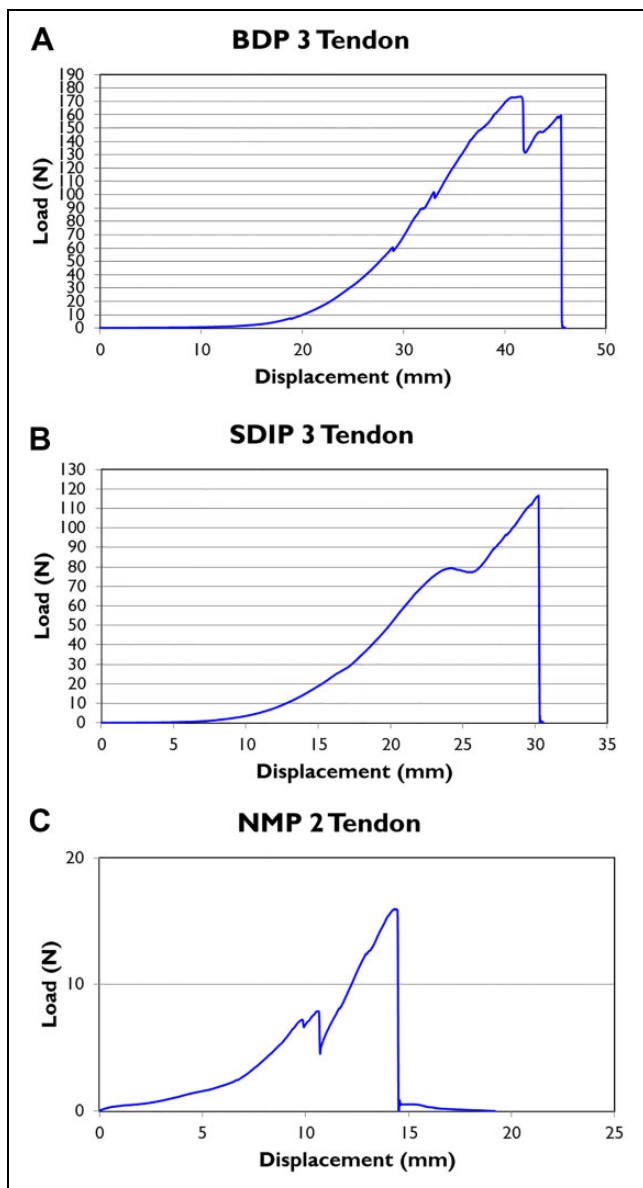 A
BDP 3 Tendon
190
180
170
160
150
140
130
120
110
100
90
80
70
60
50
40
30
20
10
0
Load (N)
0 10 20 30 40 50
Displacement (mm)
B
SDIP 3 Tendon
130
120
110
100
90
80
70
60
50
40
30
20
10
0
Load (N)
0 5 10 15 20 25 30 35
Displacement (mm)
C
NMP 2 Tendon
20
10
0
Load (N)
0 5 10 15 20 25
Displacement (mm)